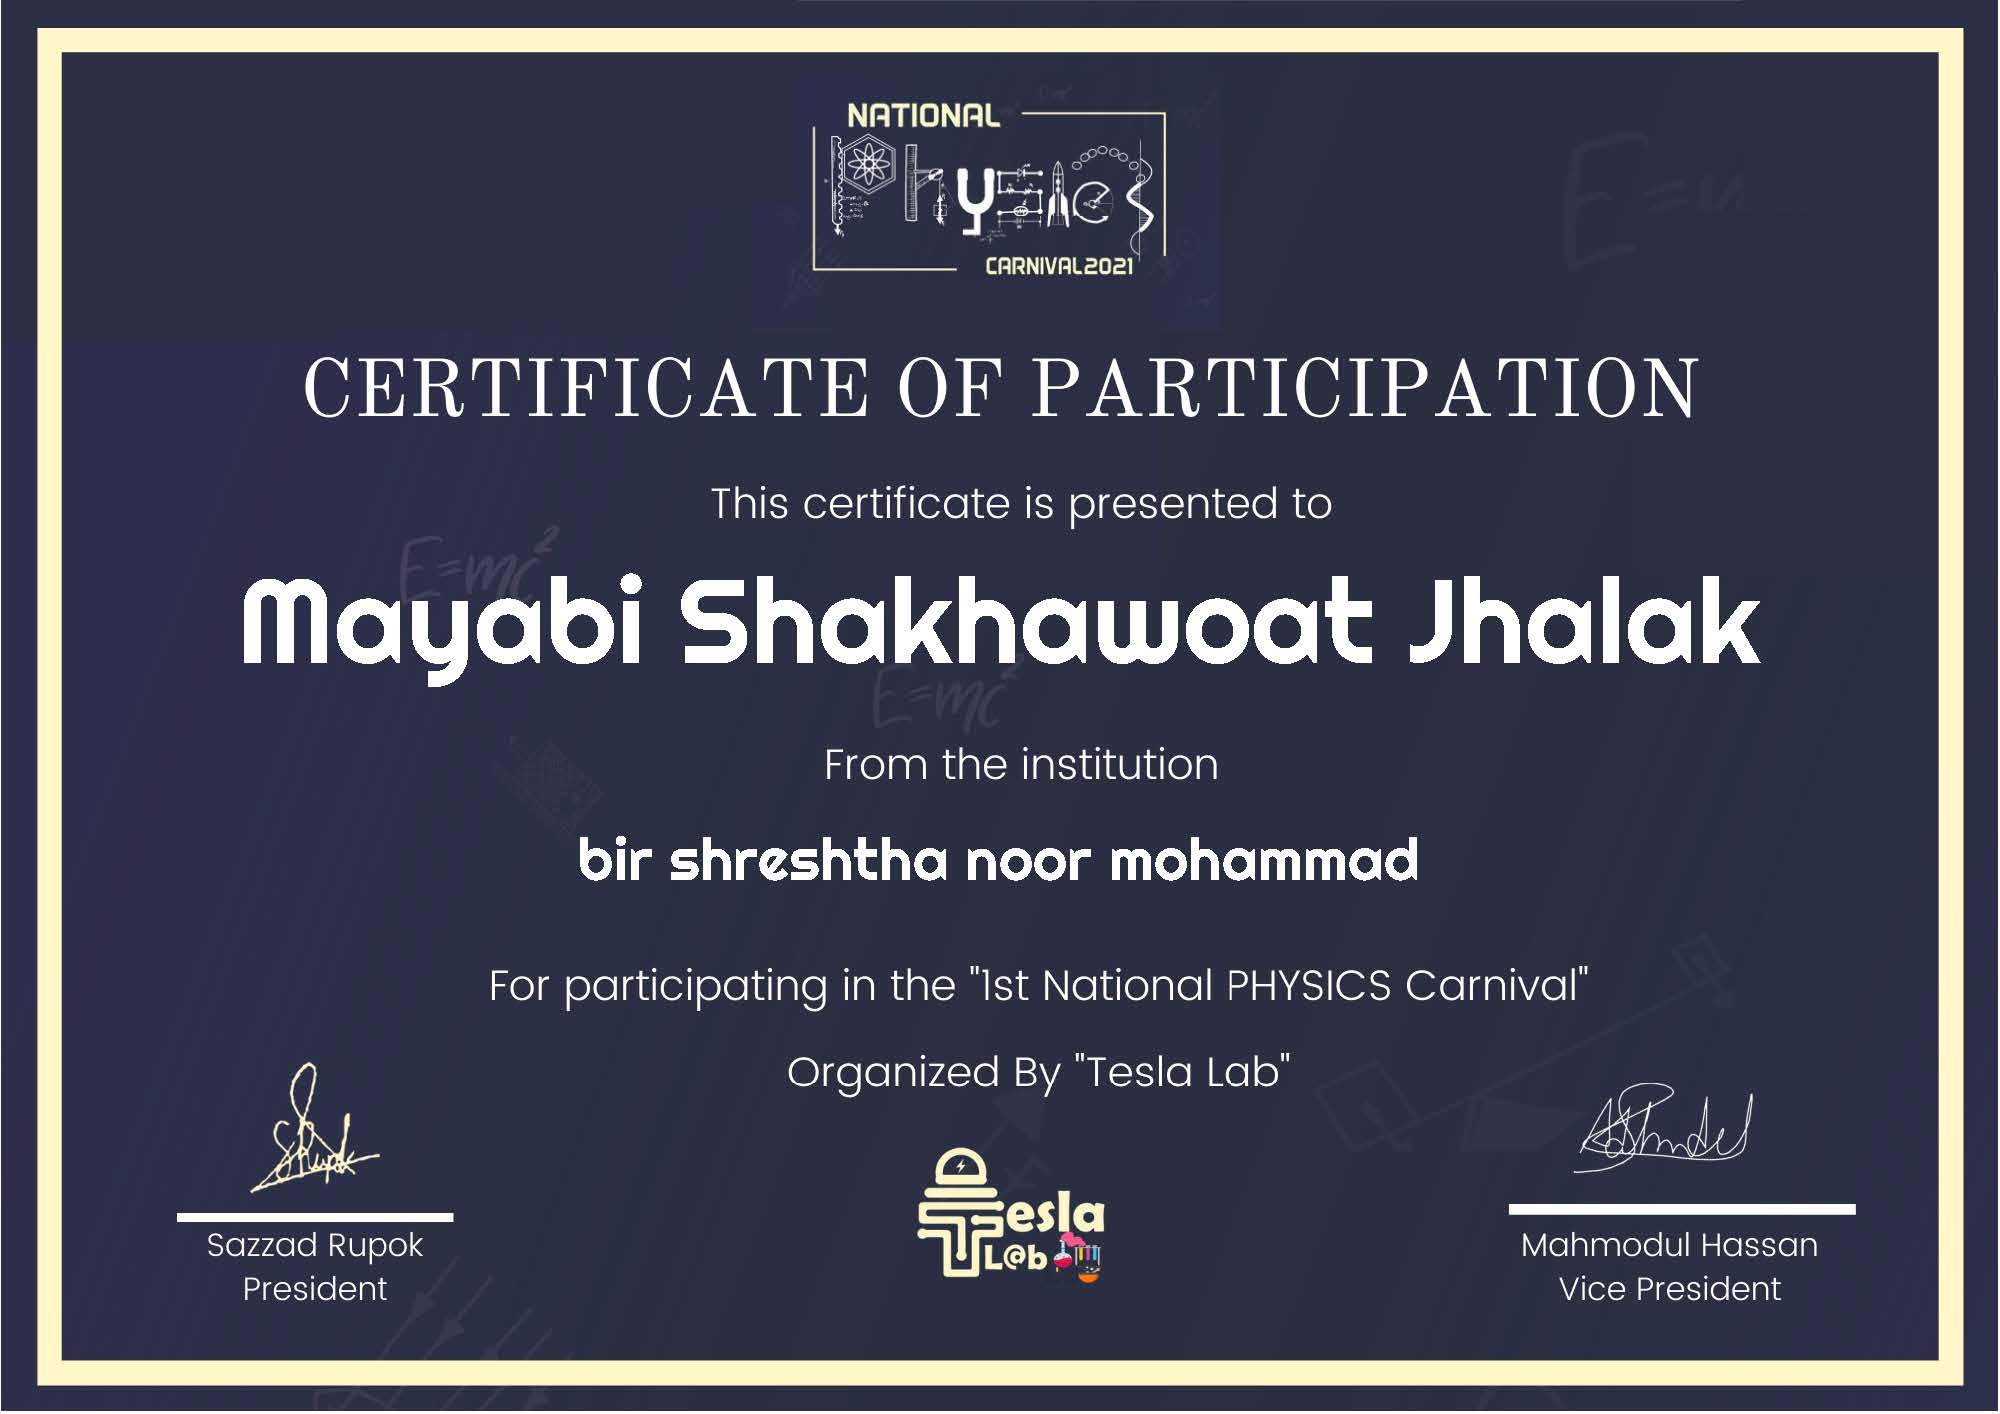 NATIONAL
Physics
CARNIVAL2021
CERTIFICATE OF PARTICIPATION
This certificate is presented to
E=mc²
Mayabi Shakhawoat Jhalak
E=mc²
From the institution
bir shreshtha noor mohammad
For participating in the "1st National PHYSICS Carnival"
Organized By "Tesla Lab"
Tesla
L@b
Sazzad Rupok
President
Mahmodul Hassan
Vice President